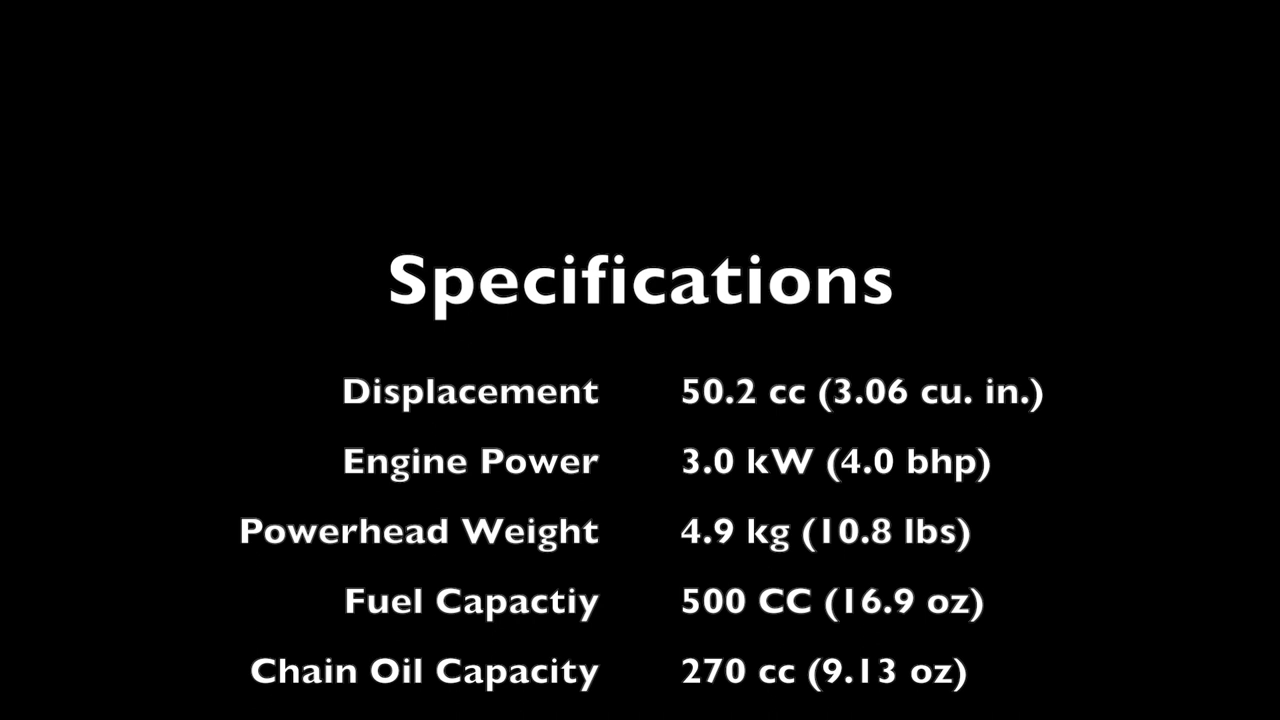 Specifications
Displacement 50.2 cc (3.06 cu. in.)
Engine Power 3.0 kW (4.0 bhp)
Powerhead Weight 4.9 kg (10.8 lbs)
Fuel Capactiy 500 CC (16.9 oz)
Chain Oil Capacity 270 cc (9.13 oz)